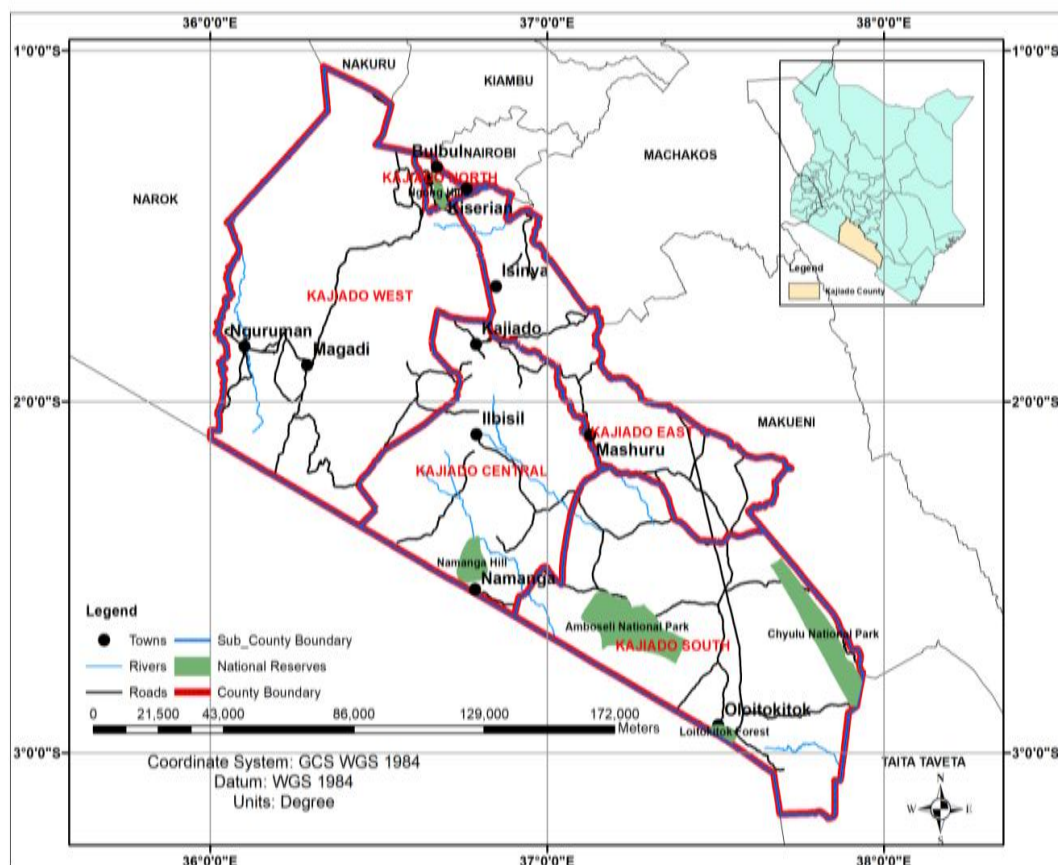 36°0'0"E
37°0'0"E
38°0'0"E
1°0'0"S
1°0'0"S
NAKURU
KIAMBU
Bulbul
NAIROBI
MACHAKOS
KAJIADO NORTH
Ngong Hill
NAROK
Kiserian
Legend
Kajiado County
Isinya
KAJIADO WEST
Nguruman
Kajiado
Magadi
2°0'0"S
2°0'0"S
Ilbisil
MAKUENI
KAJIADO EAST
Mashuru
KAJIADO CENTRAL
Namanga Hill
Namanga
Amboseli National Park
Chyulu National Park
KAJIADO SOUTH
Legend
Towns
Sub_County Boundary
Rivers
National Reserves
Roads
County Boundary
Oloitokitok
Loitokitok Forest
0 21,500 43,000 86,000 129,000 172,000
Meters
3°0'0"S
3°0'0"S
Coordinate System: GCS WGS 1984
Datum: WGS 1984
Units: Degree
TAITA TAVETA
N
W E
S
36°0'0"E
37°0'0"E
38°0'0"E